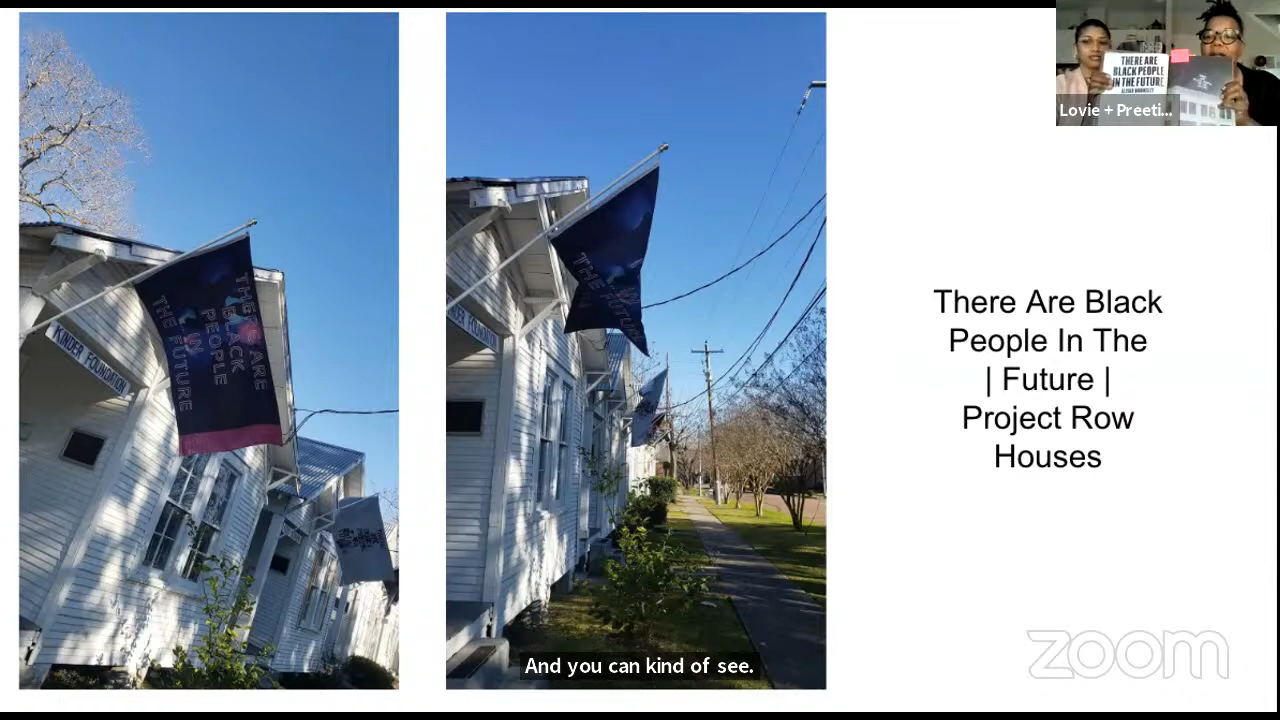 THERE ARE
BLACK
PEOPLE
IN
THE FUTURE
KINDER FOUNDATION
THE FUTURE
KINDER FOUNDATION
THERE ARE
BLACK PEOPLE
IN THE FUTURE
Lovie + Preeti...
There Are Black
People In The
| Future |
Project Row
Houses
And you can kind of see.
zoom